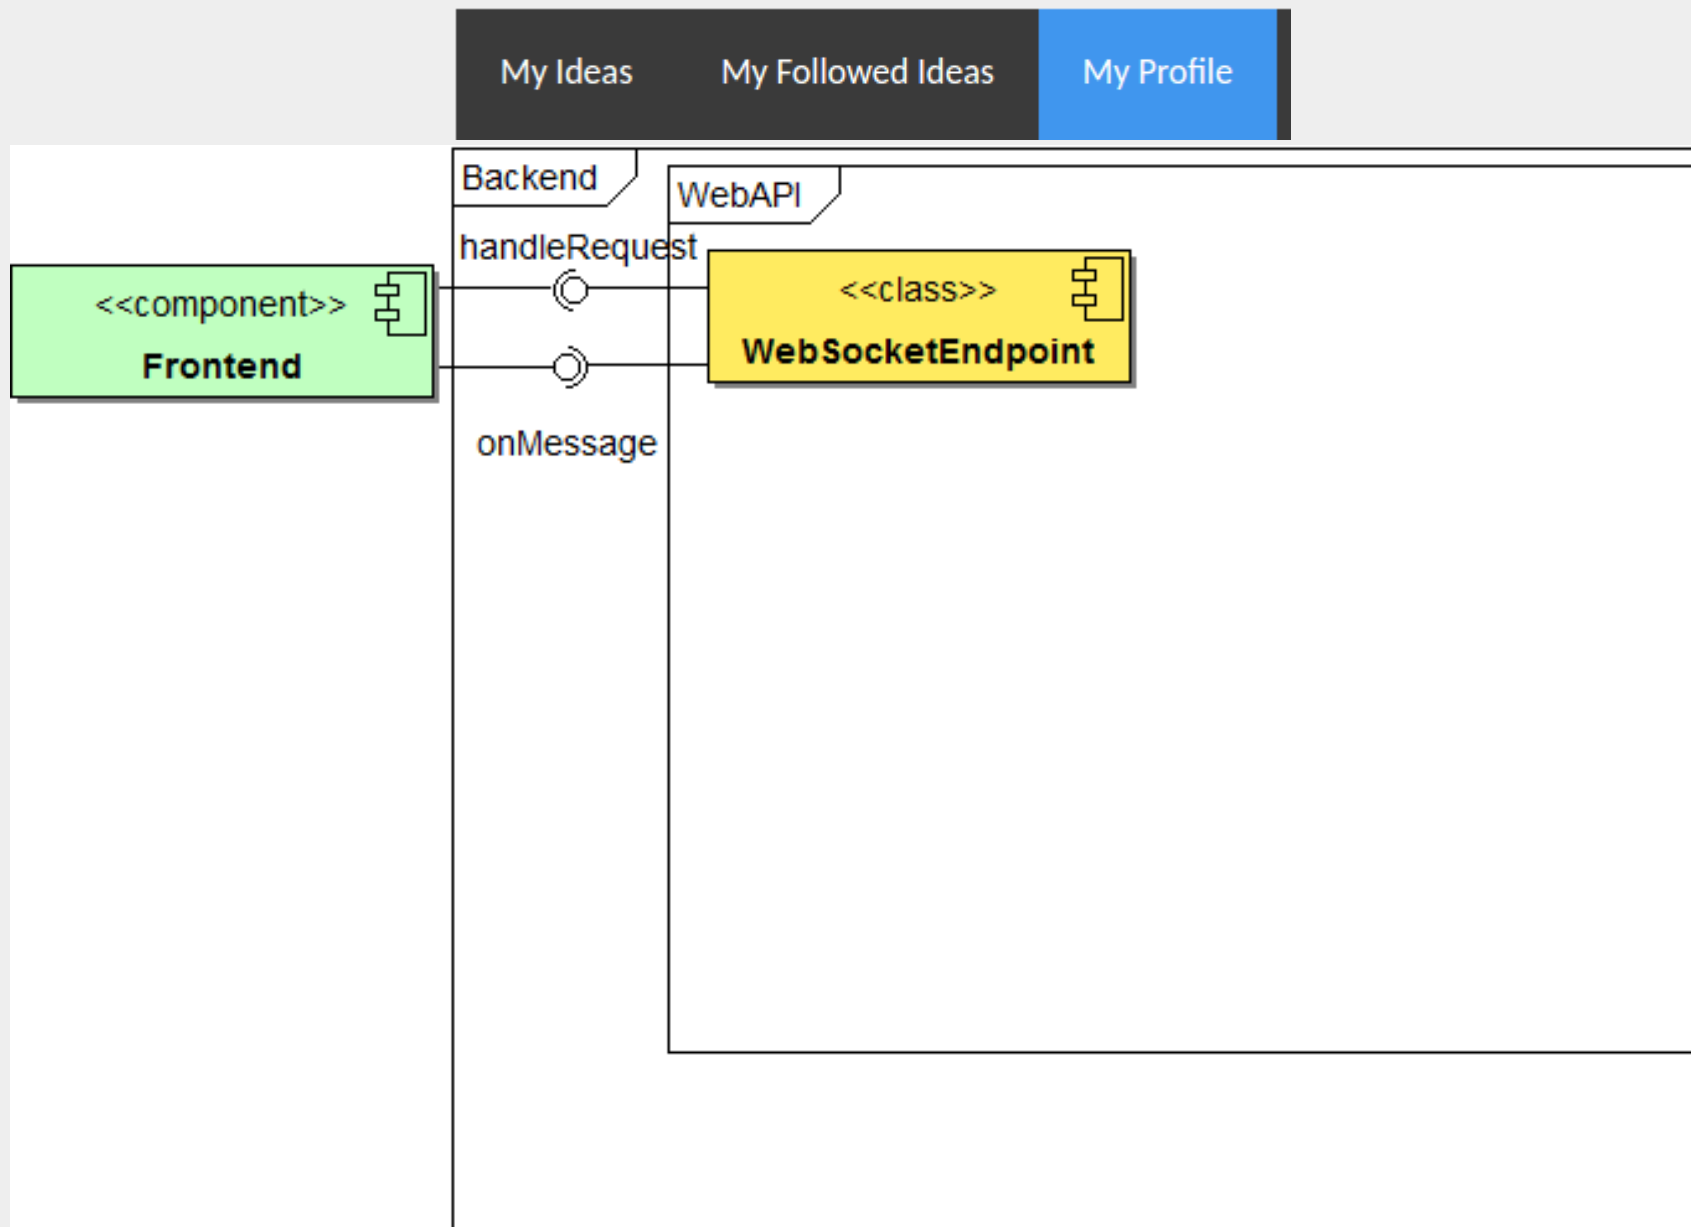 My Ideas My Followed Ideas My Profile
Backend
WebAPI
handleRequest
<<component>>
Frontend
<<class>>
WebSocketEndpoint
onMessage